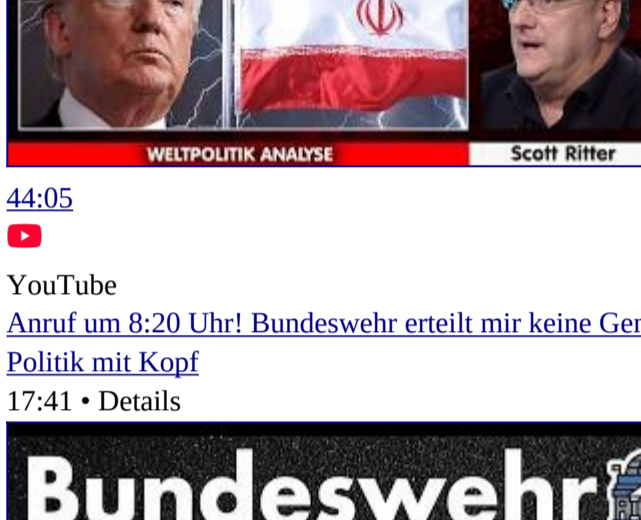 WELTPOLITIK ANALYSE
Scott Ritter
44:05
YouTube
Anruf um 8:20 Uhr! Bundeswehr erteilt mir keine
Politik mit Kopf
17:41 • Details
Bundeswehr